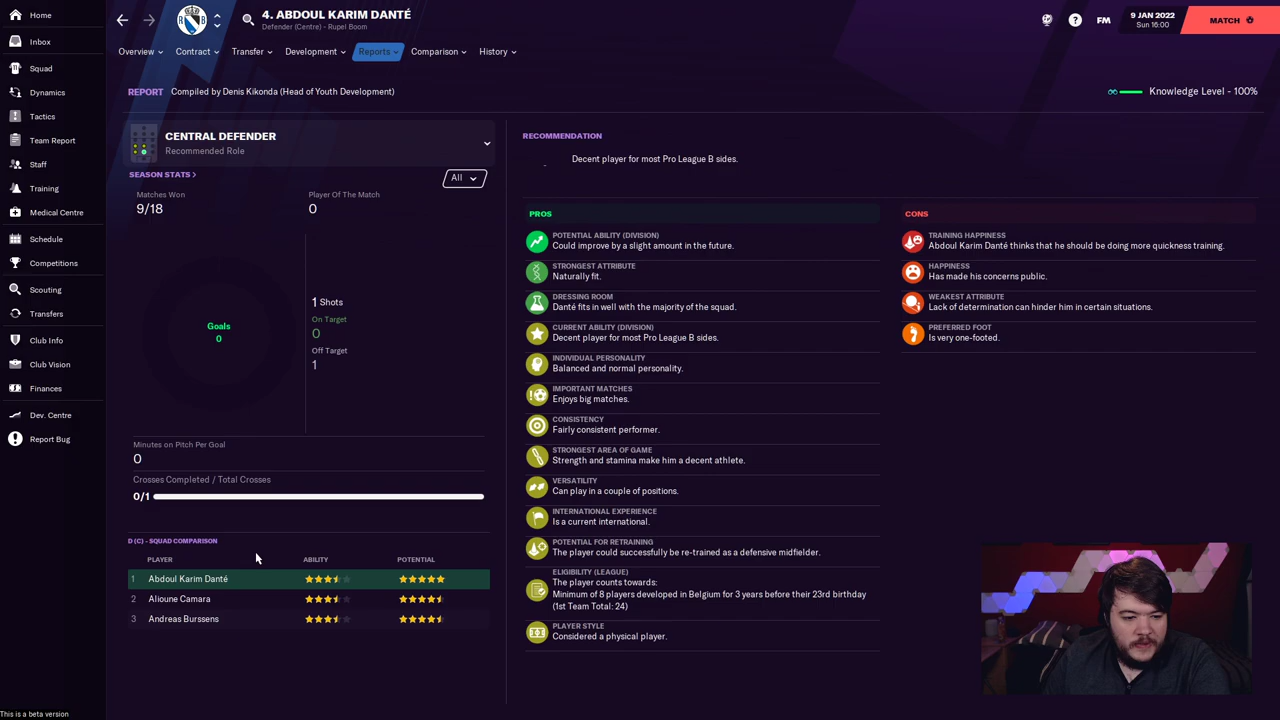 Home
Inbox
Squad
Dynamics
Tactics
Team Report
Staff
Training
Medical Centre
Schedule
Competitions
Scouting
Transfers
Club Info
Club Vision
Finances
Dev. Centre
Report Bug
This is a beta version
R B
4. ABDOUL KARIM DANTÉ
Defender (Centre) - Rupel Boom
? FM
9 JAN 2022
Sun 16:00
MATCH
Overview Contract Transfer Development Reports Comparison History
REPORT Compiled by Denis Kikonda (Head of Youth Development)
Knowledge Level - 100%
CENTRAL DEFENDER
Recommended Role
SEASON STATS >
All
Matches Won
9/18
Player Of The Match
0
Goals
0
1 Shots
On Target
0
Off Target
1
Minutes on Pitch Per Goal
0
Crosses Completed / Total Crosses
0/1
D (C) - SQUAD COMPARISON
PLAYER ABILITY POTENTIAL
1 Abdoul Karim Danté
2 Alioune Camara
3 Andreas Burssens
RECOMMENDATION
- Decent player for most Pro League B sides.
PROS
POTENTIAL ABILITY (DIVISION)
Could improve by a slight amount in the future.
STRONGEST ATTRIBUTE
Naturally fit.
DRESSING ROOM
Danté fits in well with the majority of the squad.
CURRENT ABILITY (DIVISION)
Decent player for most Pro League B sides.
INDIVIDUAL PERSONALITY
Balanced and normal personality.
IMPORTANT MATCHES
Enjoys big matches.
CONSISTENCY
Fairly consistent performer.
STRONGEST AREA OF GAME
Strength and stamina make him a decent athlete.
VERSATILITY
Can play in a couple of positions.
INTERNATIONAL EXPERIENCE
Is a current international.
POTENTIAL FOR RETRAINING
The player could successfully be re-trained as a defensive midfielder.
ELIGIBILITY (LEAGUE)
The player counts towards:
Minimum of 8 players developed in Belgium for 3 years before their 23rd birthday
(1st Team Total: 24)
PLAYER STYLE
Considered a physical player.
CONS
TRAINING HAPPINESS
Abdoul Karim Danté thinks that he should be doing more quickness training.
HAPPINESS
Has made his concerns public.
WEAKEST ATTRIBUTE
Lack of determination can hinder him in certain situations.
PREFERRED FOOT
Is very one-footed.